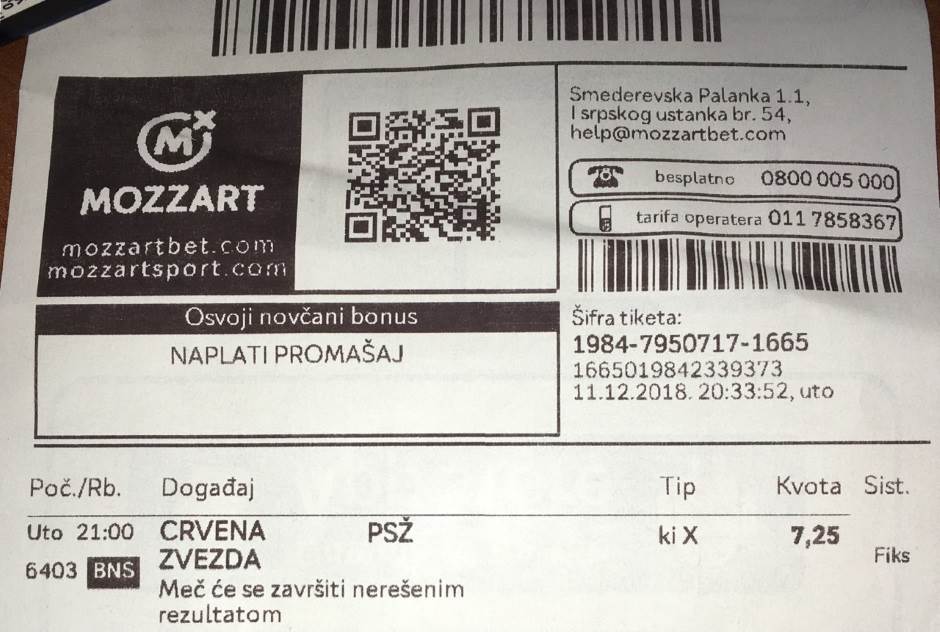 MOZZART
mozzartbet.com
mozzartsport.com
Smederevska Palanka 1.1,
I srpskog ustanka br. 54,
help@mozzartbet.com
besplatno 0800 005 000
tarifa operatera 011 7858367
Osvoji novčani bonus
NAPLATI PROMAŠAJ
Šifra tiketa:
1984-7950717-1665
1665019842339373
11.12.2018. 20:33:52, uto
Poč./Rb. Događaj Tip Kvota Sist.
Uto 21:00 CRVENA PSŽ ki X 7,25
6403 BNS ZVEZDA Fiks
Meč će se završiti nerešenim
rezultatom